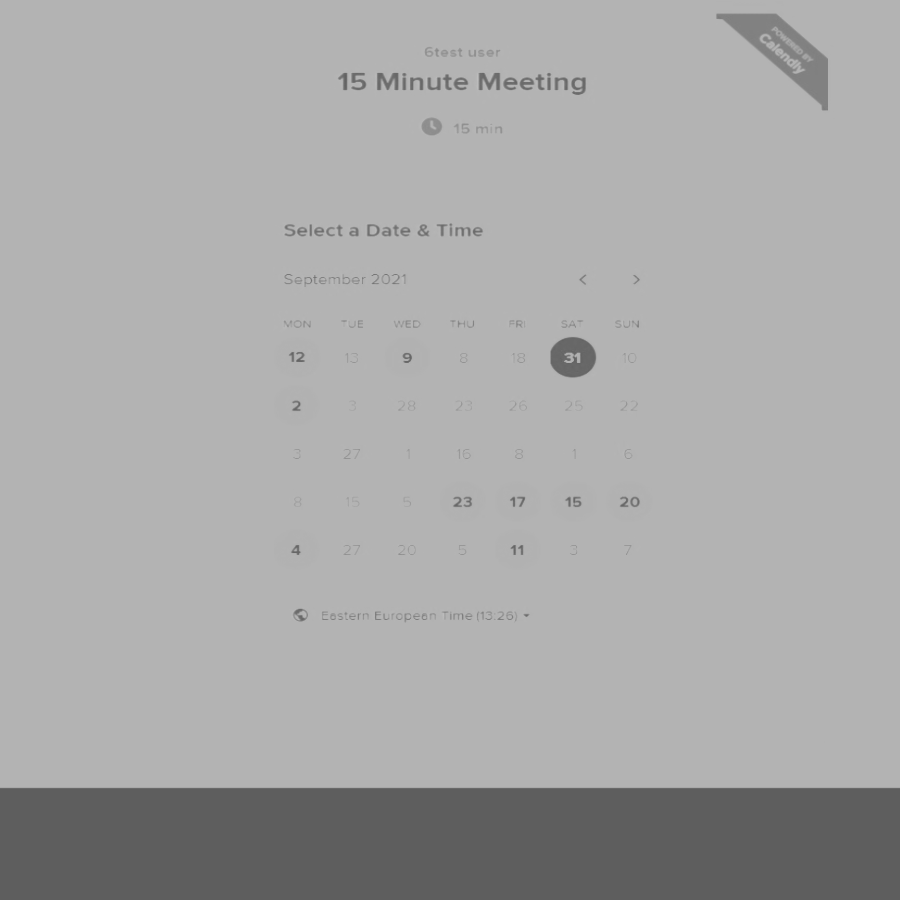 POWERED BY
Calendly
6test user
15 Minute Meeting
15 min
Select a Date & Time
September 2021
MON TUE WED THU FRI SAT SUN
12 13 9 8 18 31 10
2 3 28 23 26 25 22
3 27 1 16 8 1 6
8 15 5 23 17 15 20
4 27 20 5 11 3 7
Eastern European Time (13:26)